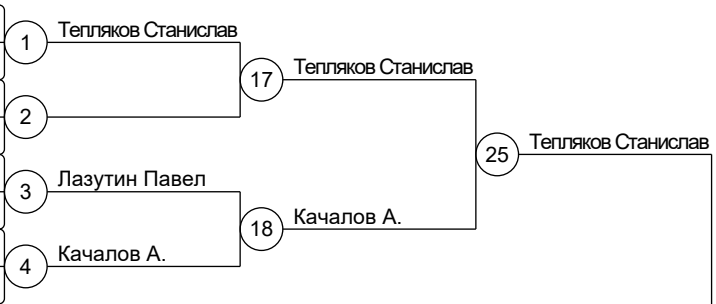 1
Тепляков Станислав
17
Тепляков Станислав
2
25
Тепляков Станислав
3
Лазутин Павел
18
Качалов А.
4
Качалов А.